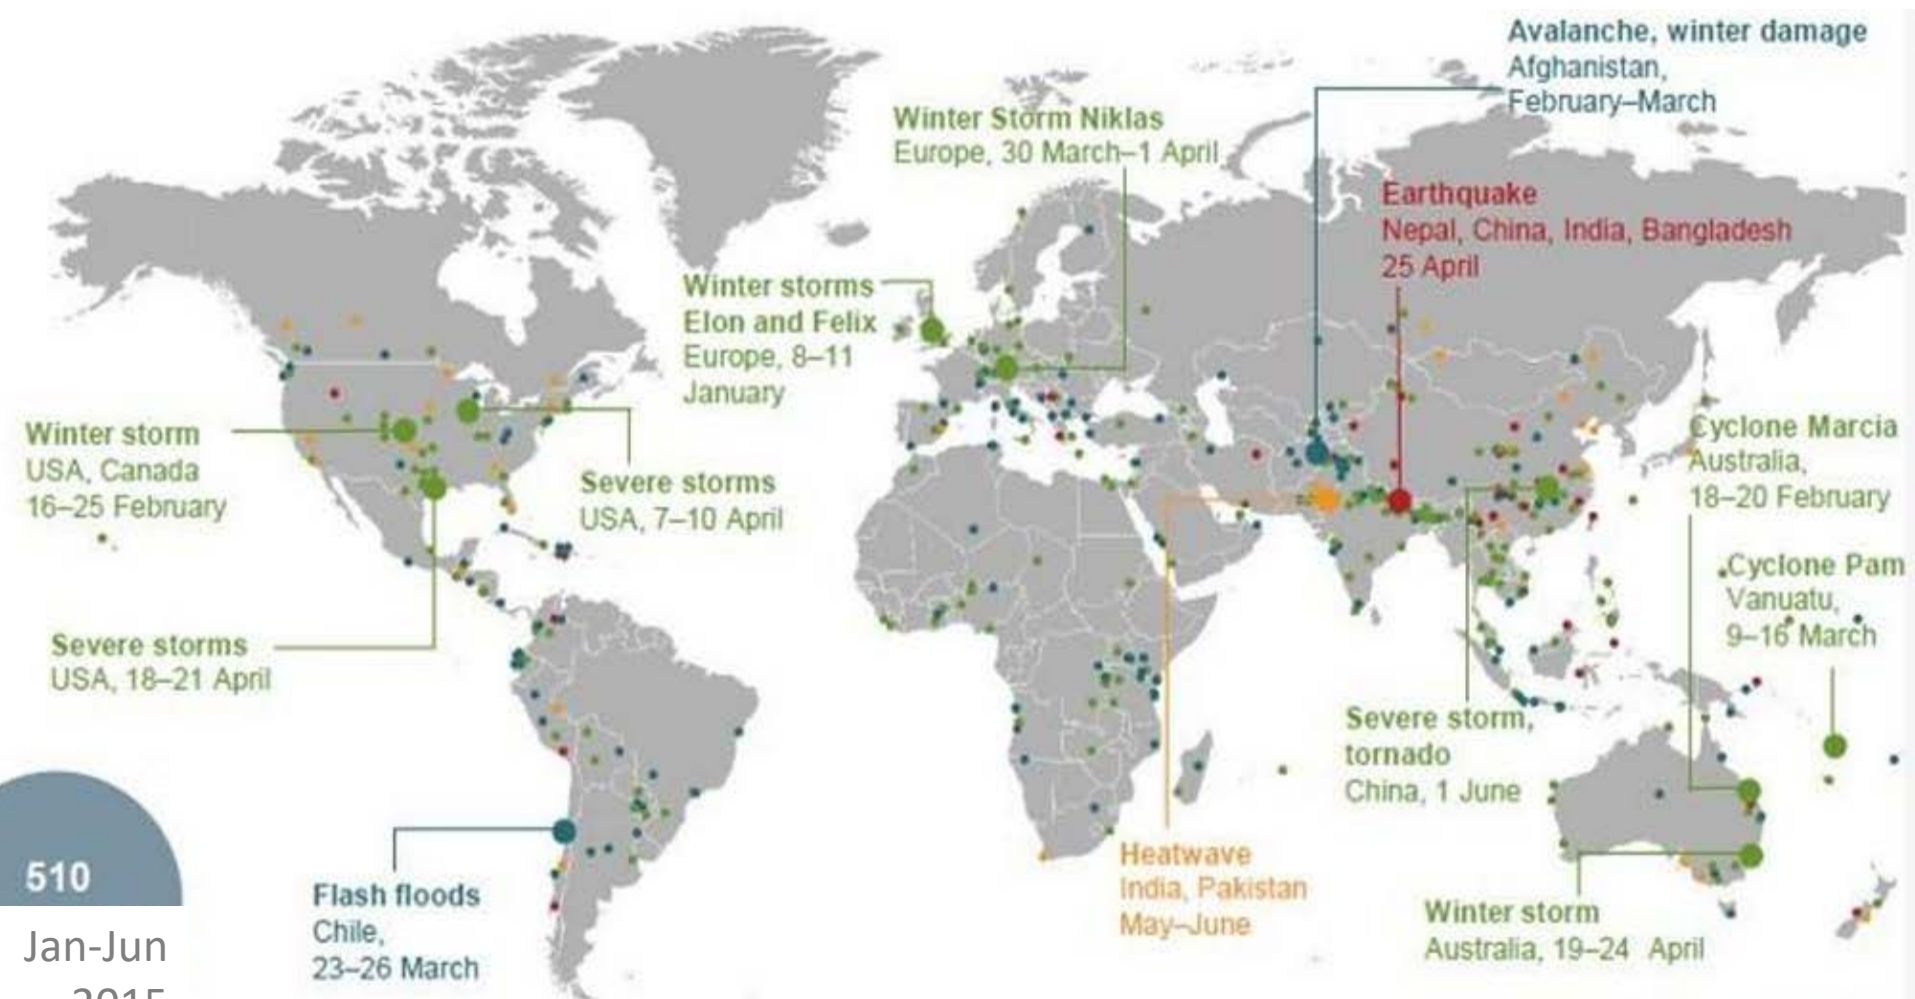 Avalanche, winter damage
Afghanistan,
February–March
Winter Storm Niklas
Europe, 30 March–1 April
Earthquake
Nepal, China, India, Bangladesh
25 April
Winter storms
Elon and Felix
Europe, 8–11
January
Winter storm
USA, Canada
16–25 February
Severe storms
USA, 7–10 April
Cyclone Marcia
Australia,
18–20 February
Cyclone Pam
Vanuatu,
9–16 March
Severe storms
USA, 18–21 April
Severe storm,
tornado
China, 1 June
Heatwave
India, Pakistan
May–June
Flash floods
Chile,
23–26 March
Winter storm
Australia, 19–24 April
510
Jan-Jun
2015